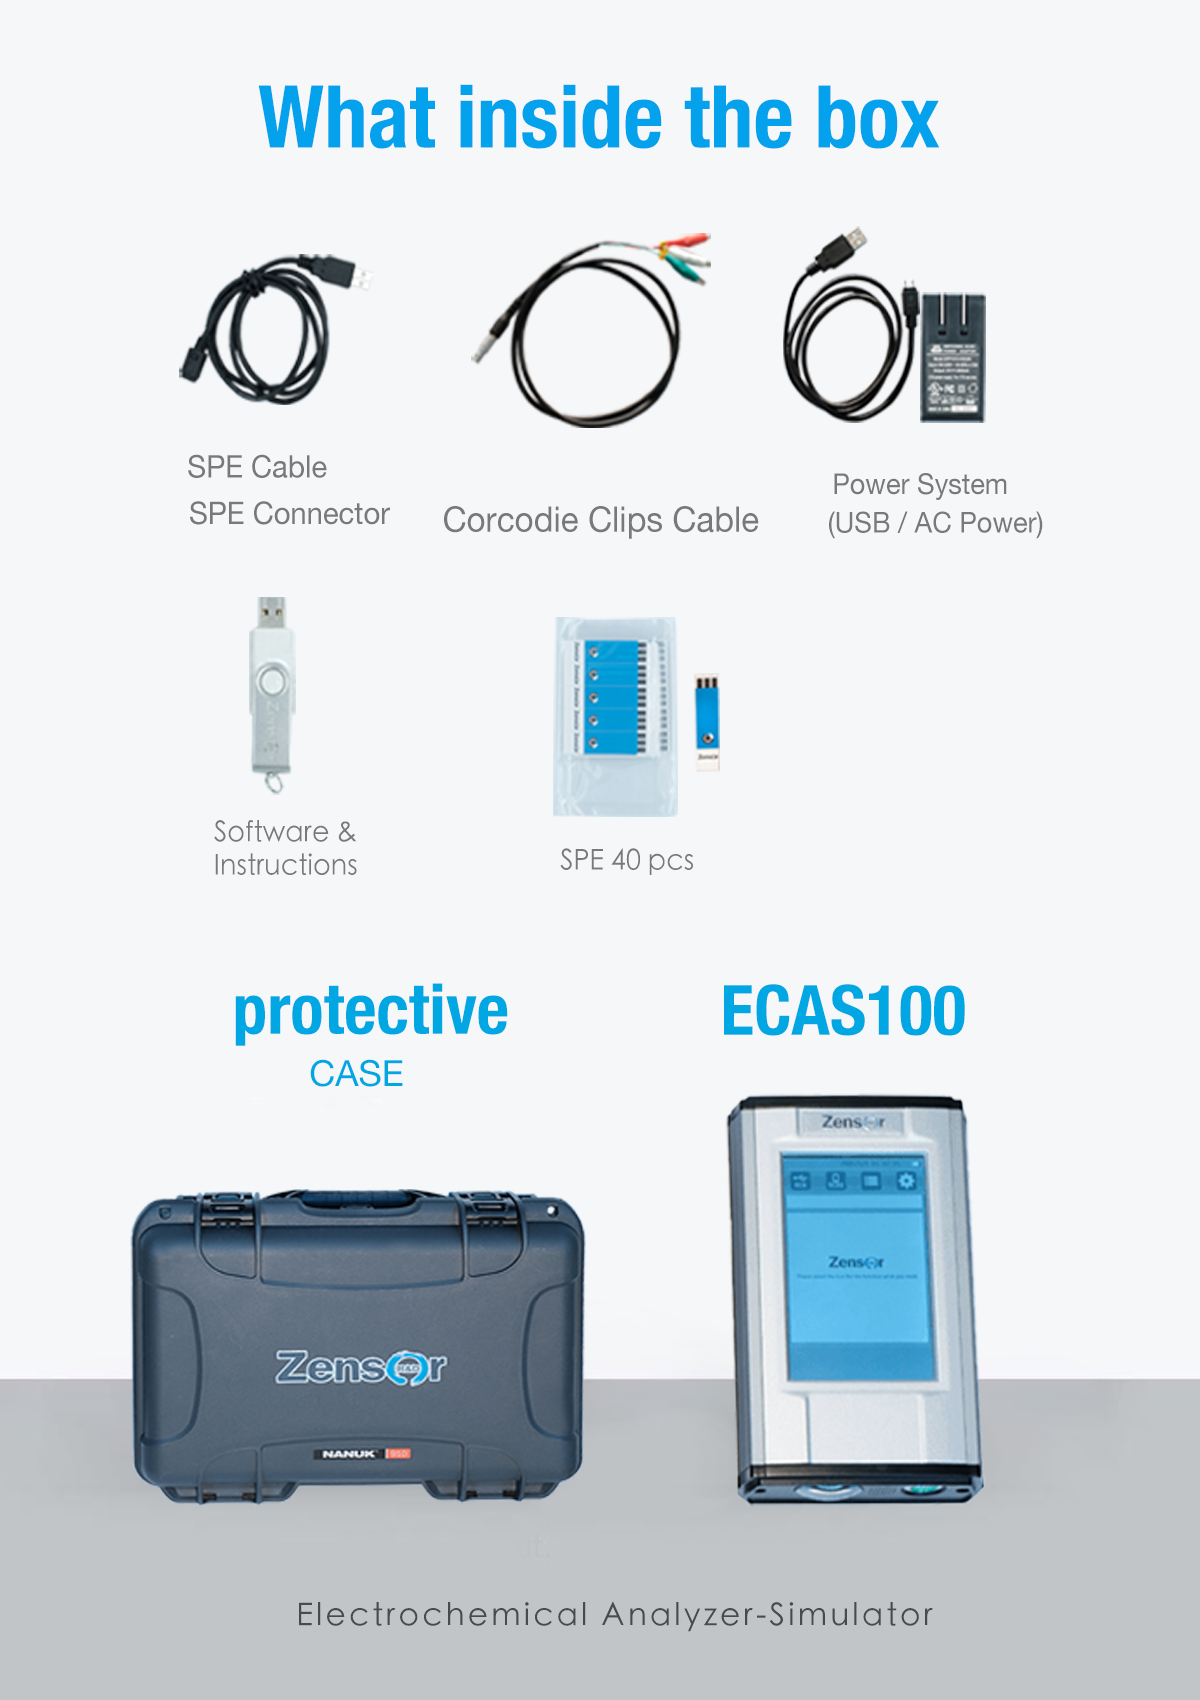 What inside the box
SPE Cable
SPE Connector
Corcodie Clips Cable
Power System
(USB / AC Power)
Software &
Instructions
SPE 40 pcs
Zensor
protective
CASE
ECAS100
Zensor
Zensor
Zensor
R&D
NANUK
Electrochemical Analyzer-Simulator